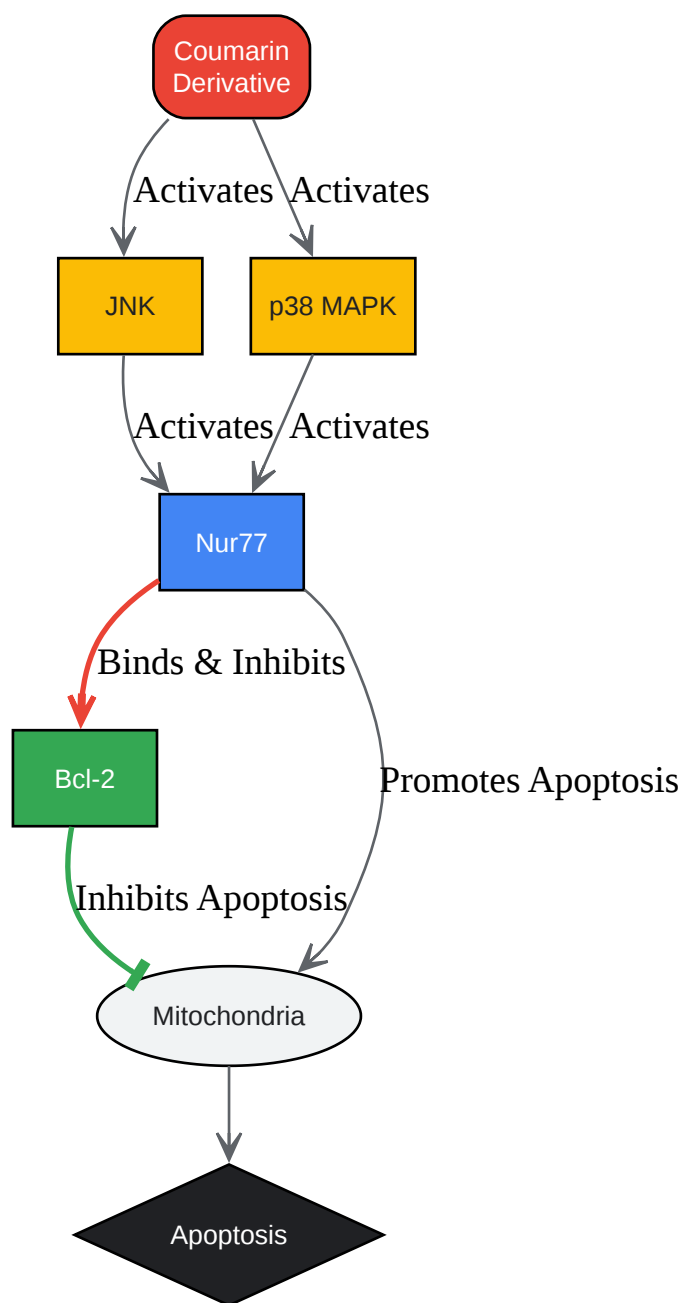 Coumarin
Derivative
Activates
Activates
JNK
p38 MAPK
Activates
Activates
Nur77
Binds & Inhibits
Bcl-2
Promotes Apoptosis
Inhibits Apoptosis
Mitochondria
Apoptosis